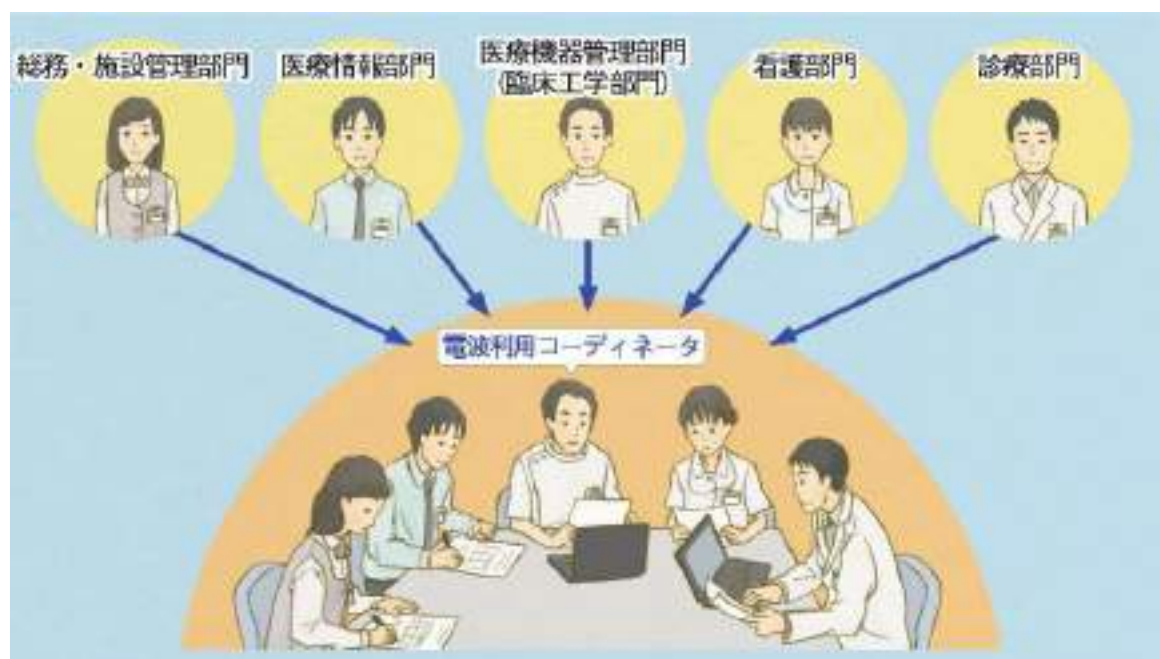 総務・施設管理部門
医療情報部門
医療機器管理部門
(臨床工学部門)
看護部門
診療部門
電波利用コーディネータ